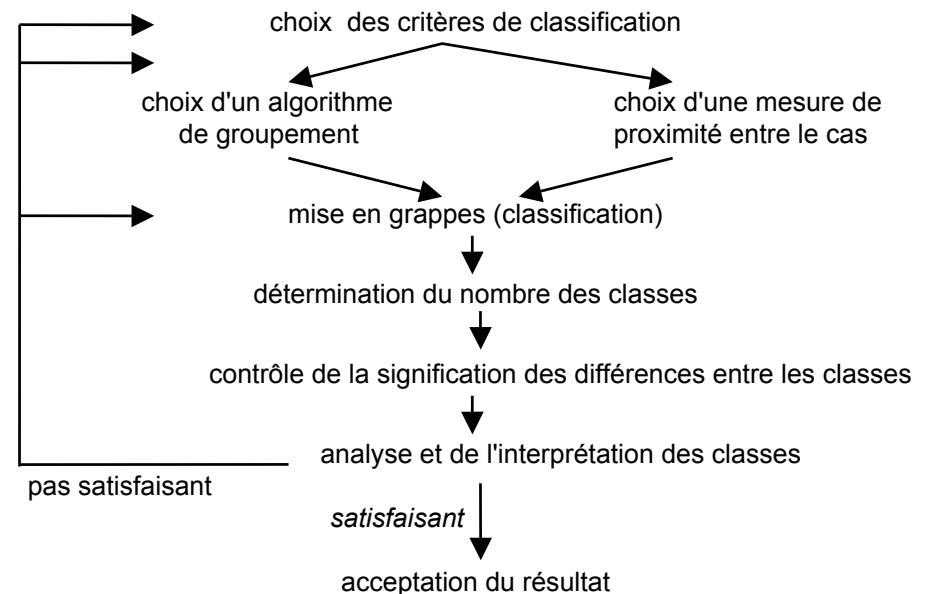 choix des critères de classification
choix d'un algorithme
de groupement
choix d'une mesure de
proximité entre le cas
mise en grappes (classification)
détermination du nombre des classes
contrôle de la signification des différences entre les classes
analyse et de l'interprétation des classes
pas satisfaisant
satisfaisant
acceptation du résultat